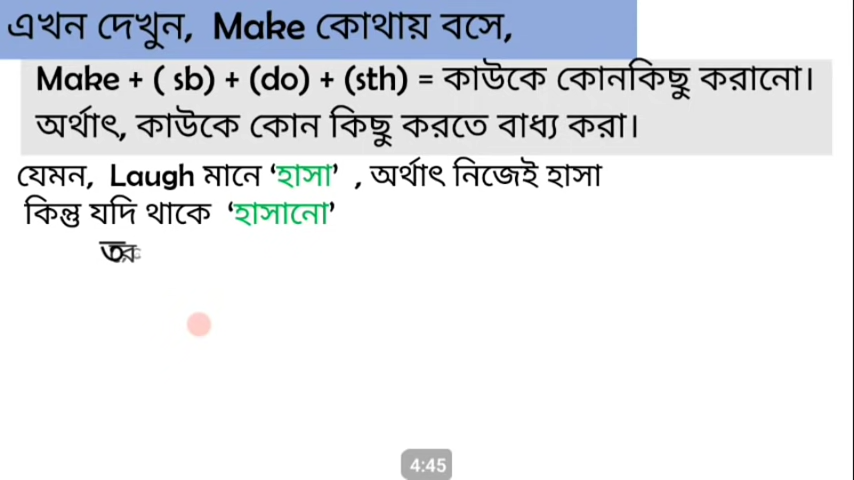 এখন দেখুন, Make কোথায় বসে,
Make + ( sb) + (do) + (sth) = কাউকে কোনকিছু করানো।
অর্থাৎ, কাউকে কোন কিছু করতে বাধ্য করা।
যেমন, Laugh মানে ‘হাসা’ , অর্থাৎ নিজেই হাসা
কিন্তু যদি থাকে ‘হাসানো’
4:45